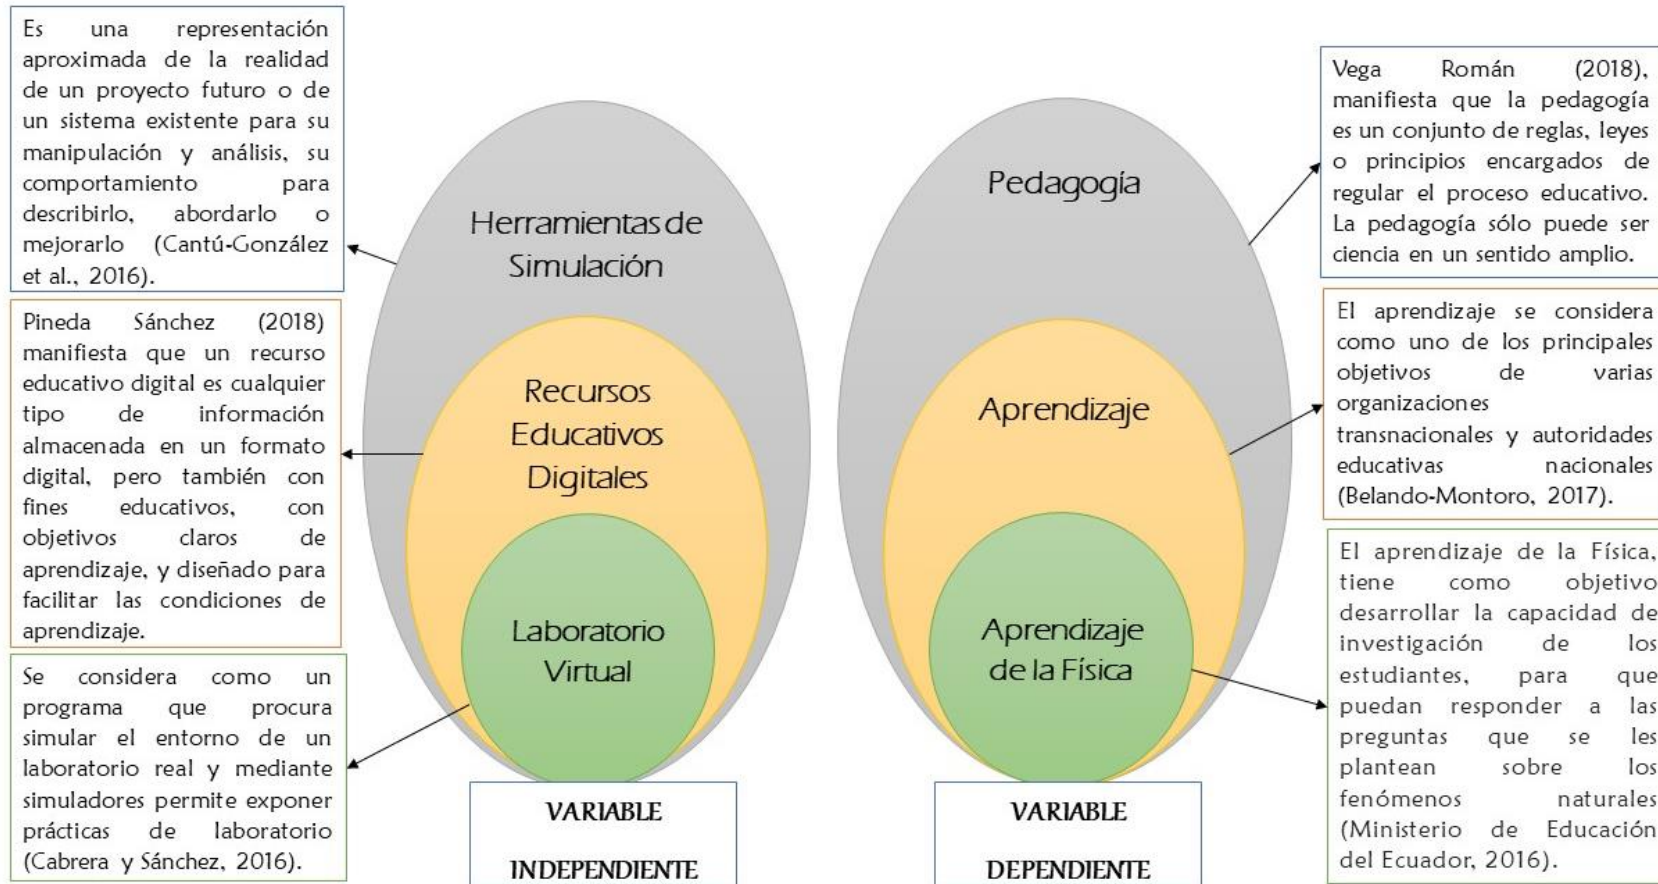 Es una representación
aproximada de la realidad
de un proyecto futuro o de
un sistema existente para su
manipulación y análisis, su
comportamiento para
describirlo, abordarlo o
mejorarlo (Cantú-González
et al., 2016).
Pineda Sánchez (2018)
manifiesta que un recurso
educativo digital es cualquier
tipo de información
almacenada en un formato
digital, pero también con
fines educativos, con
objetivos claros de
aprendizaje, y diseñado para
facilitar las condiciones de
aprendizaje.
Se considera como un
programa que procura
simular el entorno de un
laboratorio real y mediante
simuladores permite exponer
prácticas de laboratorio
(Cabrera y Sánchez, 2016).
Herramientas de
Simulación
Recursos
Educativos
Digitales
Laboratorio
Virtual
VARIABLE
INDEPENDIENTE
Pedagogía
Aprendizaje
Aprendizaje
de la Física
VARIABLE
DEPENDIENTE
Vega Román (2018),
manifiesta que la pedagogía
es un conjunto de reglas, leyes
o principios encargados de
regular el proceso educativo.
La pedagogía sólo puede ser
ciencia en un sentido amplio.
El aprendizaje se considera
como uno de los principales
objetivos de varias
organizaciones
transnacionales y autoridades
educativas nacionales
(Belando-Montoro, 2017).
El aprendizaje de la Física,
tiene como objetivo
desarrollar la capacidad de
investigación de los
estudiantes, para que
puedan responder a las
preguntas que se les
plantean sobre los
fenómenos naturales
(Ministerio de Educación
del Ecuador, 2016).